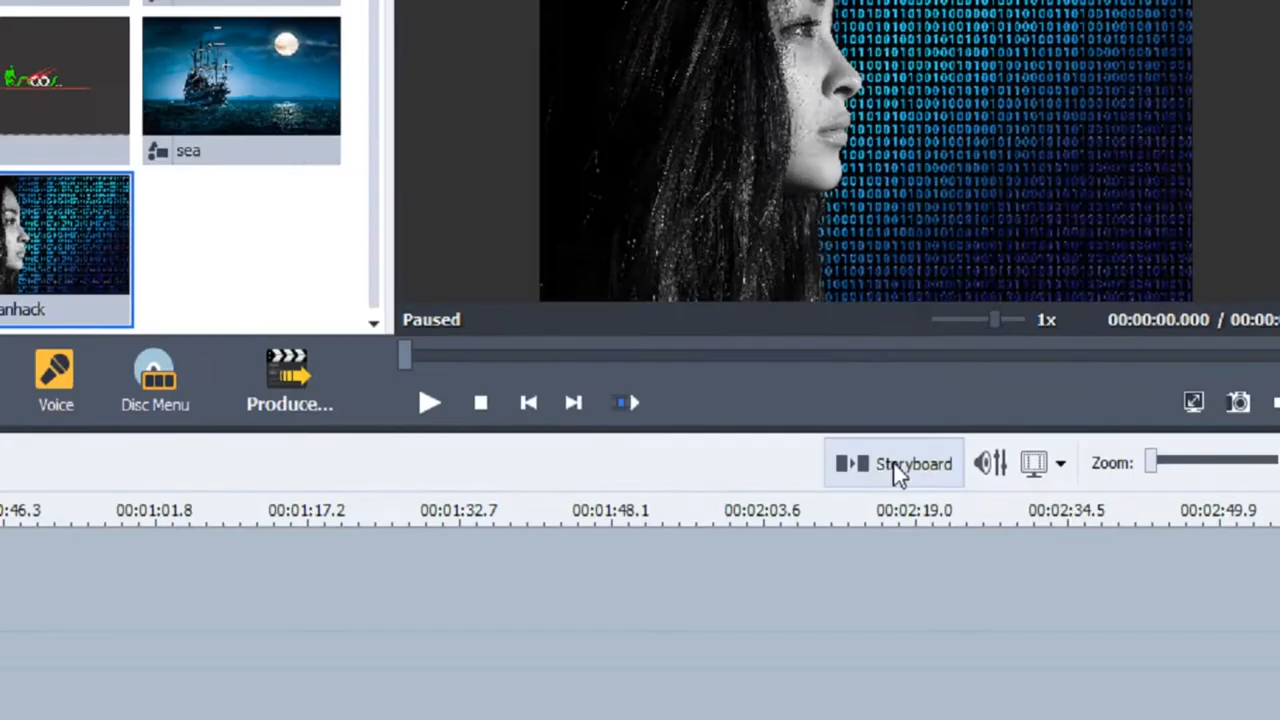 sea
anhack
Paused
1x
00:00:00.000 / 00:00:
Voice
Disc Menu
Produce...
Storyboard
Zoom:
0:46.3
00:01:01.8
00:01:17.2
00:01:32.7
00:01:48.1
00:02:03.6
00:02:19.0
00:02:34.5
00:02:49.9